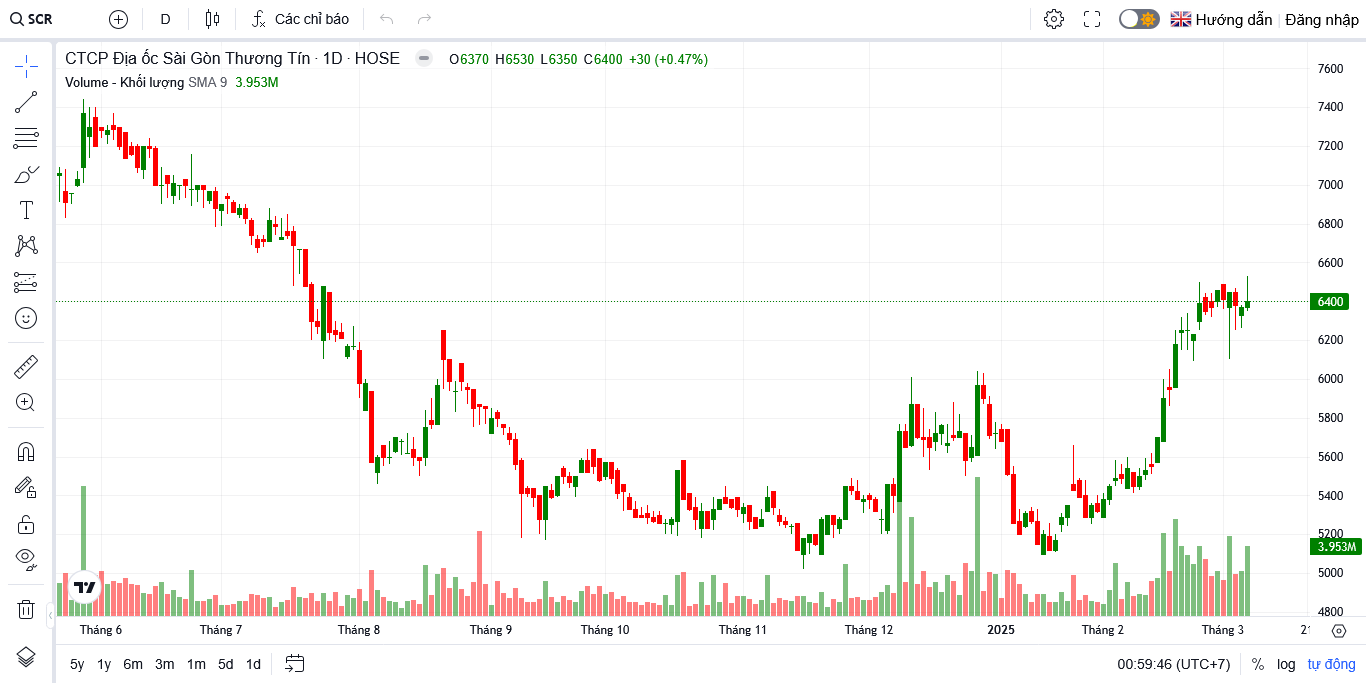 SCR D Các chỉ báo Hướng dẫn Đăng nhập
CTCP Địa ốc Sài Gòn Thương Tín · 1D · HOSE O6370 H6530 L6350 C6400 +30 (+0.47%)
Volume - Khối lượng SMA 9 3.953M
7600
7400
7200
7000
6800
6600
6400
6200
6000
5800
5600
5400
5200
3.953M
5000
4800
Tháng 6 Tháng 7 Tháng 8 Tháng 9 Tháng 10 Tháng 11 Tháng 12 2025 Tháng 2 Tháng 3
5y 1y 6m 3m 1m 5d 1d 00:59:46 (UTC+7) % log tự động